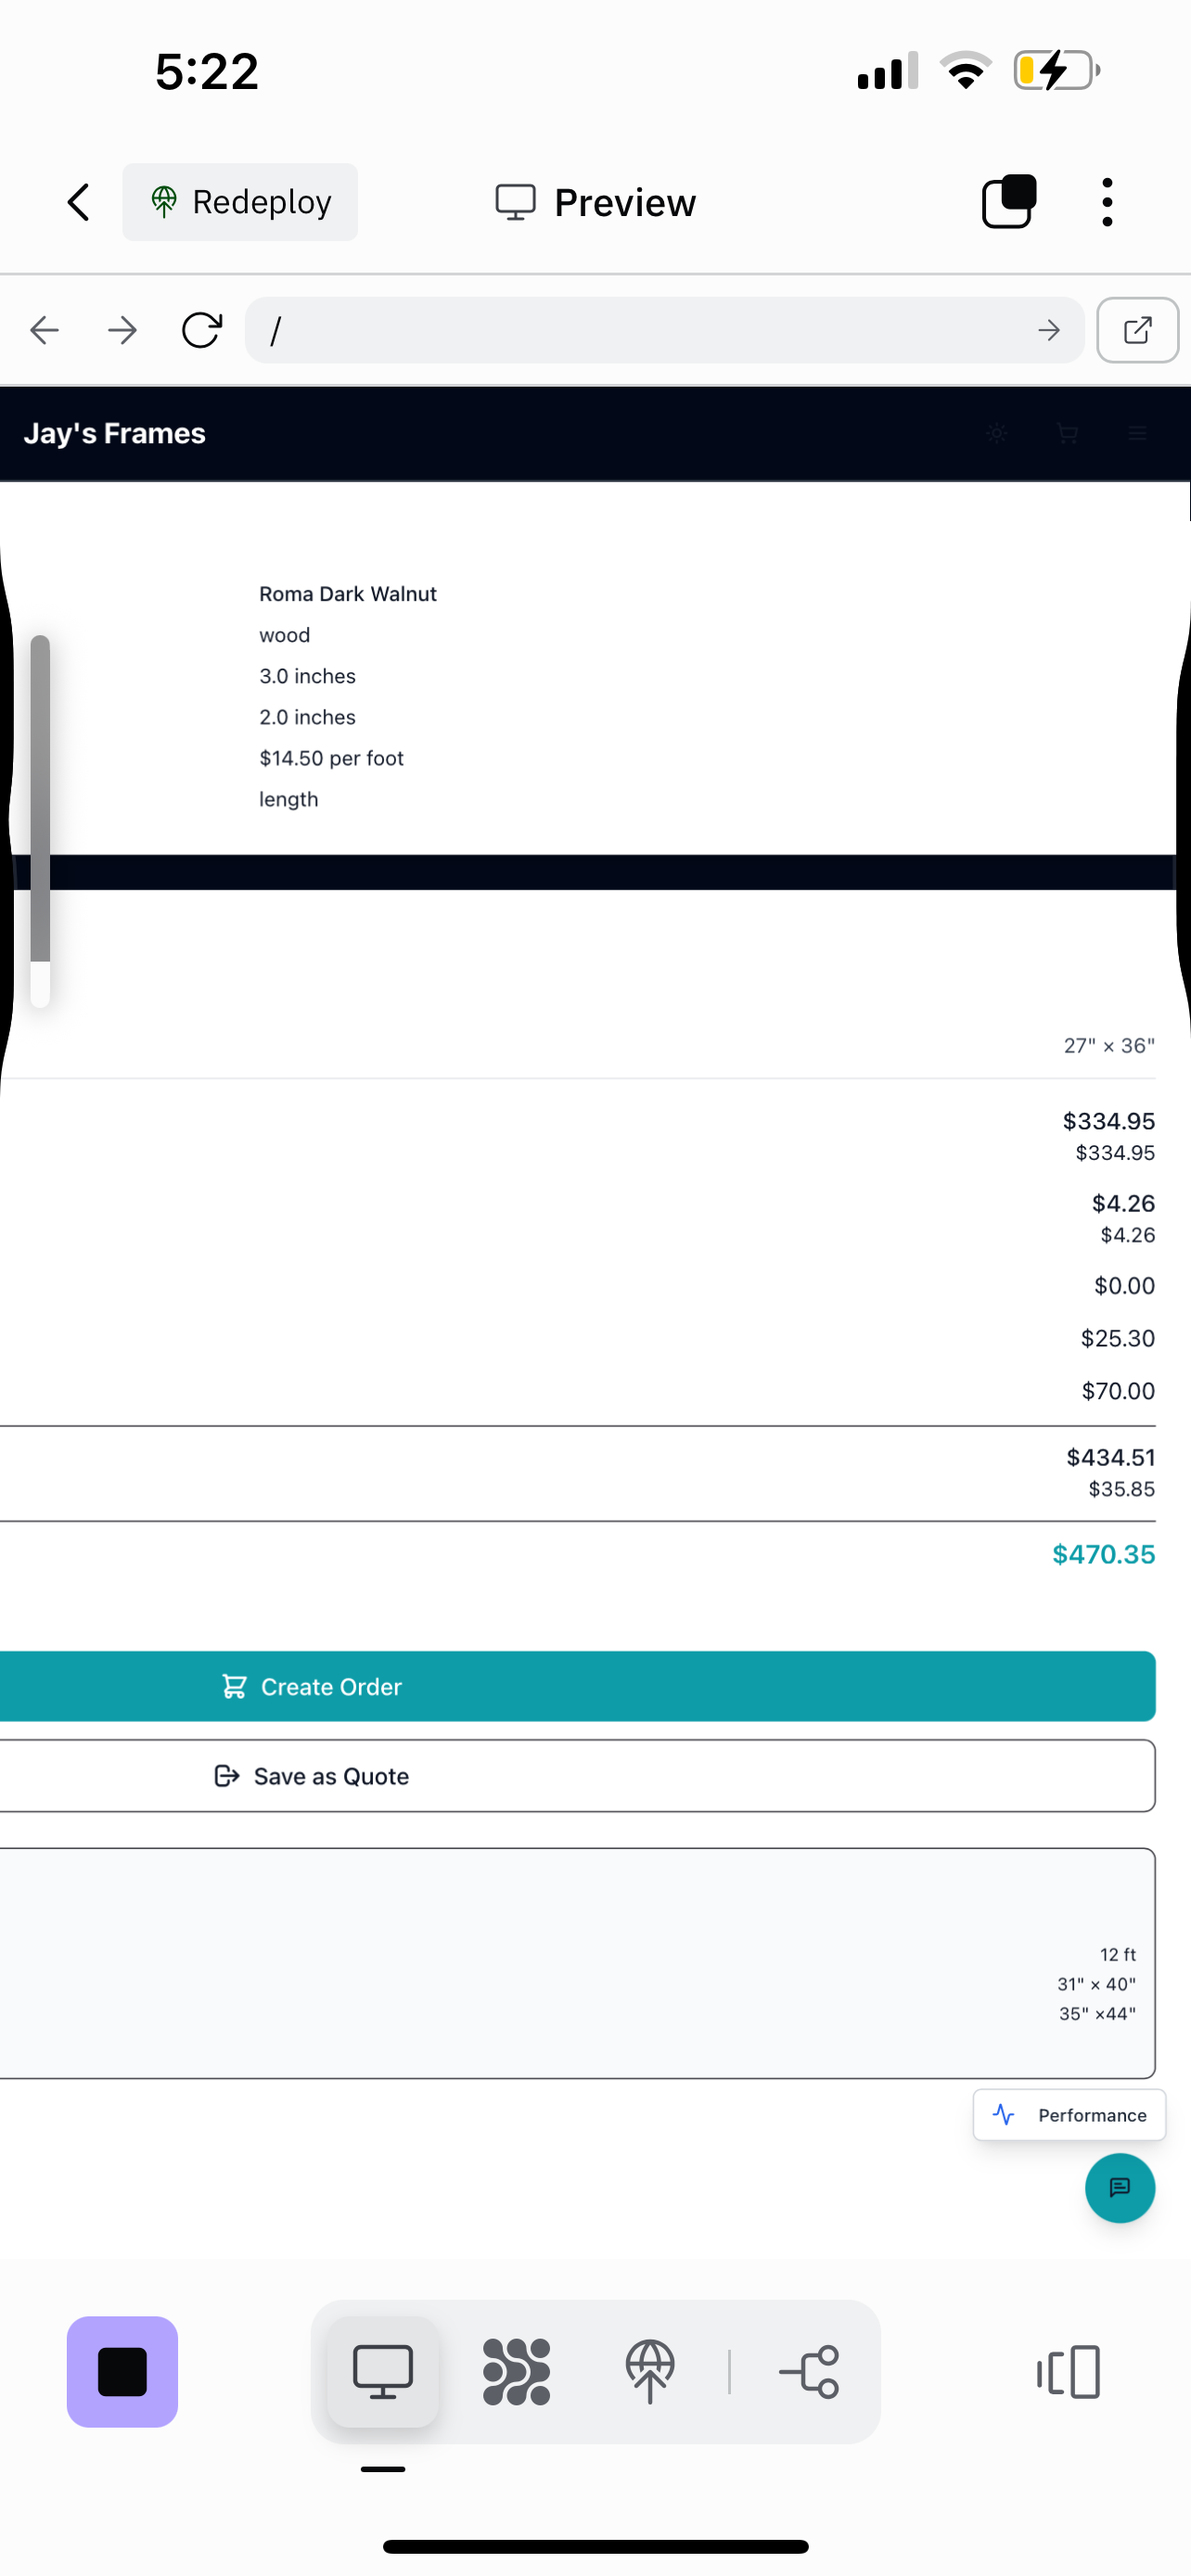 5:22
Redeploy
Preview
/
Jay's Frames
Roma Dark Walnut
wood
3.0 inches
2.0 inches
$14.50 per foot
length
27" × 36"
$334.95
$334.95
$4.26
$4.26
$0.00
$25.30
$70.00
$434.51
$35.85
$470.35
Create Order
Save as Quote
12 ft
31" × 40"
35" ×44"
Performance